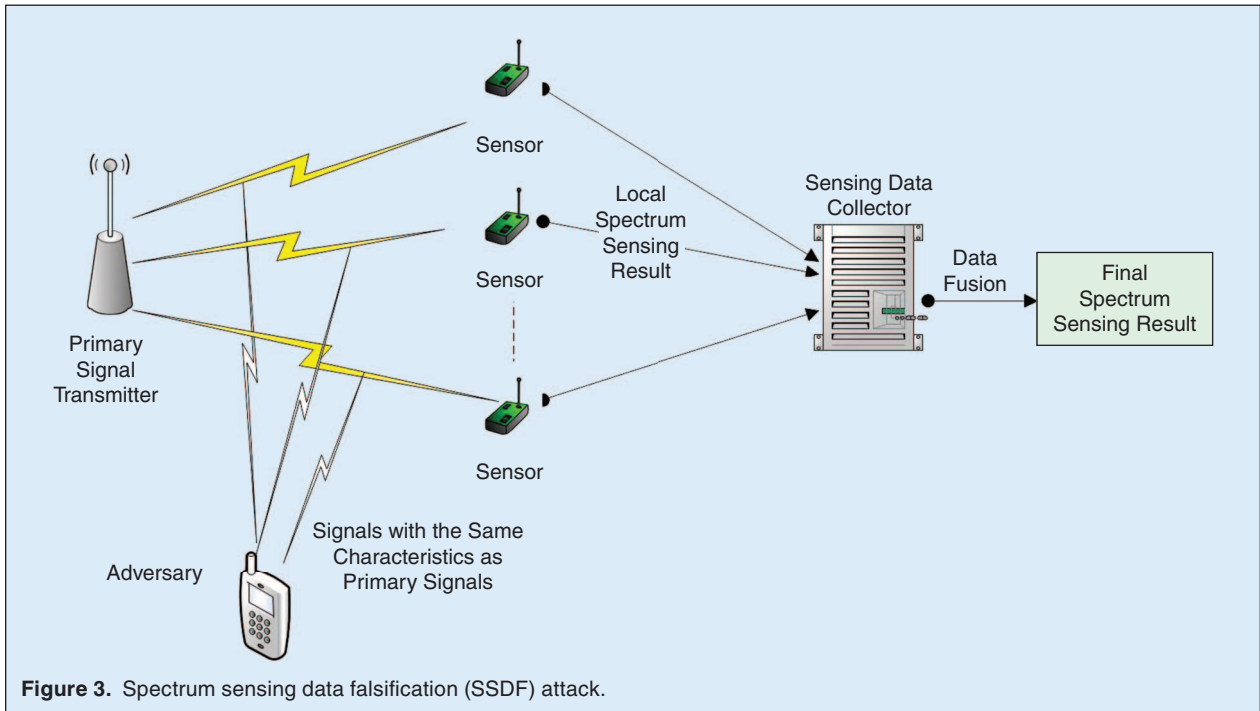 Sensor
Sensor
Sensor
Primary
Signal
Transmitter
Adversary
Signals with the Same
Characteristics as
Primary Signals
Local
Spectrum
Sensing
Result
Sensing Data
Collector
Data
Fusion
Final
Spectrum
Sensing Result
Figure 3. Spectrum sensing data falsification (SSDF) attack.